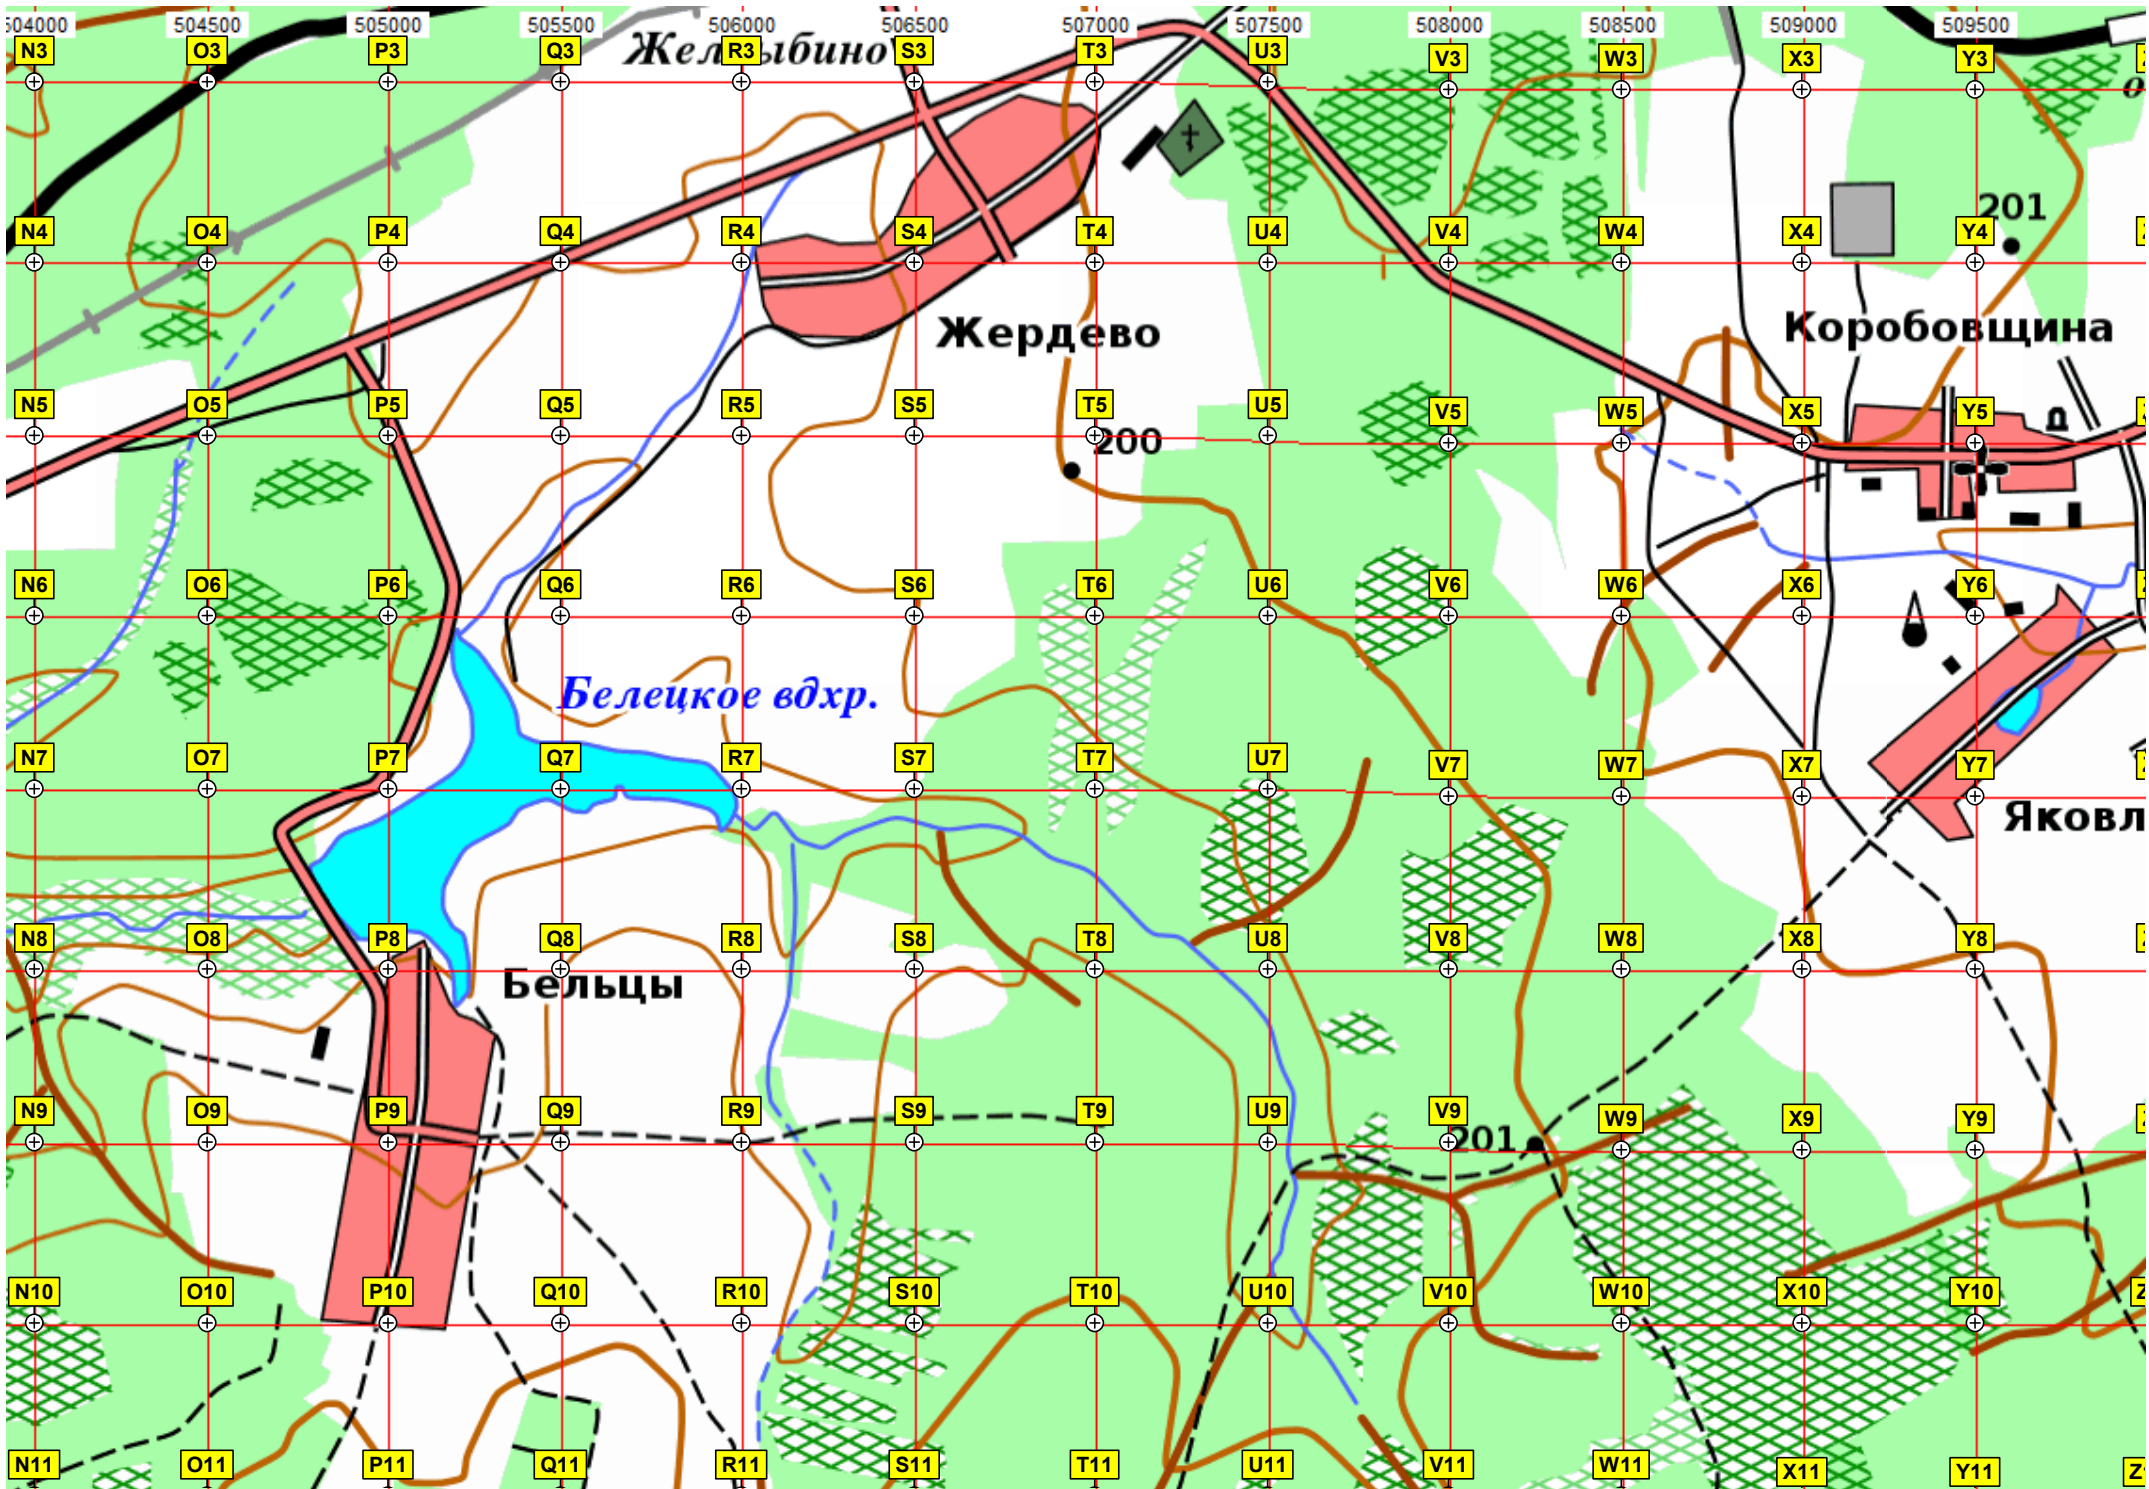 504000 504500 505000 505500 506000 506500 507000 507500 508000 508500 509000 509500
N3 O3 P3 Q3 R3 S3 T3 U3 V3 W3 X3 Y3
201
N4 O4 P4 Q4 R4 S4 T4 U4 V4 W4 X4 Y4
Жердево
Коробовщина
N5 O5 P5 Q5 R5 S5 T5 U5 V5 W5 X5 Y5
200
N6 O6 P6 Q6 R6 S6 T6 U6 V6 W6 X6 Y6
Белецкое вдхр.
N7 O7 P7 Q7 R7 S7 T7 U7 V7 W7 X7 Y7
Яковл
N8 O8 P8 Q8 R8 S8 T8 U8 V8 W8 X8 Y8
Бельцы
N9 O9 P9 Q9 R9 S9 T9 U9 V9 W9 X9 Y9
201
N10 O10 P10 Q10 R10 S10 T10 U10 V10 W10 X10 Y10
N11 O11 P11 Q11 R11 S11 T11 U11 V11 W11 X11 Y11